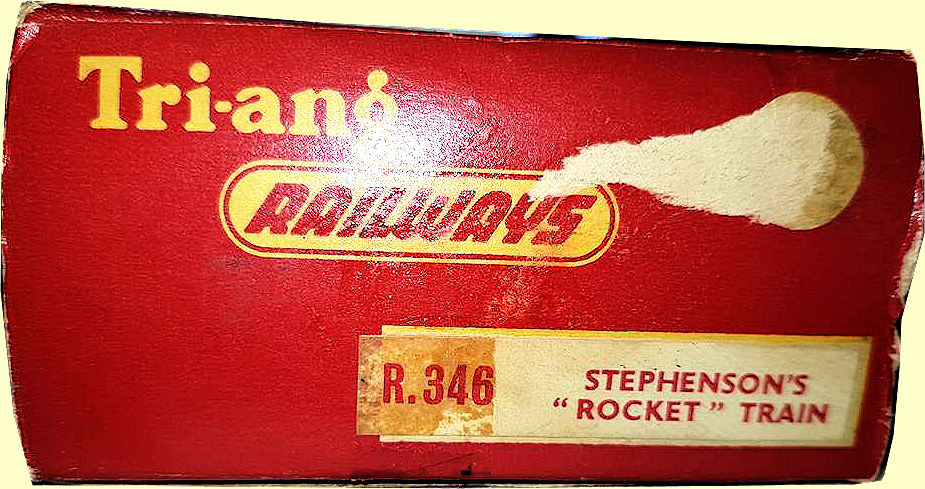 Tri-ang
RAILWAYS
R.346
STEPHENSON'S
"ROCKET" TRAIN